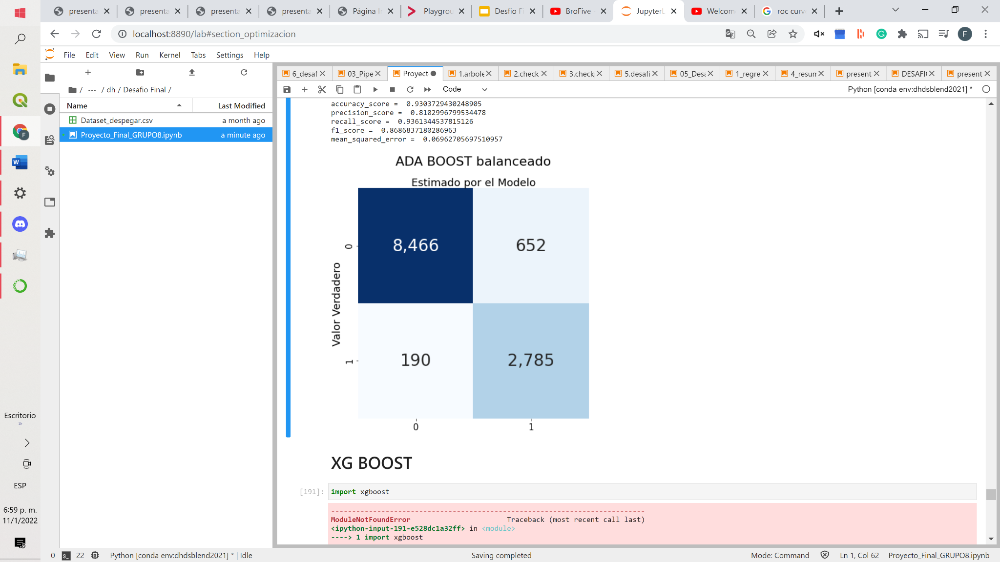 presenta
presenta
presenta
presenta
Página I
Playgrou
Desfio F
BroFive -
JupyterL
Welcom
roc curv
localhost:8890/lab#section_optimizacion
F
File Edit View Run Kernel Tabs Settings Help
/ ... / dh / Desafio Final /
Name Last Modified
Dataset_despegar.csv a month ago
Proyecto_Final_GRUPO8.ipynb a minute ago
6_desaf
03_Pipe
Proyect
1.arbole
2.check
3.check
5.desafi
05_Desa
1_regre
4_resum
present
DESAFIO
present
Code
Python [conda env:dhdsblend2021] *
accuracy_score =  0.9303729430248905
precision_score =  0.8102996799534478
recall_score =  0.9361344537815126
f1_score =  0.8686837180286963
mean_squared_error =  0.06962705697510957
ADA BOOST balanceado
Estimado por el Modelo
8,466 652
190 2,785
Valor Verdadero
0
1
0 1
XG BOOST
[191]: import xgboost
---------------------------------------------------------------------------
ModuleNotFoundError Traceback (most recent call last)
<ipython-input-191-e528dc1a32ff> in <module>
----> 1 import xgboost
Escritorio
»
ESP
6:59 p. m.
11/1/2022
0 22 Python [conda env:dhdsblend2021] * | Idle
Saving completed
Mode: Command
Ln 1, Col 62
Proyecto_Final_GRUPO8.ipynb